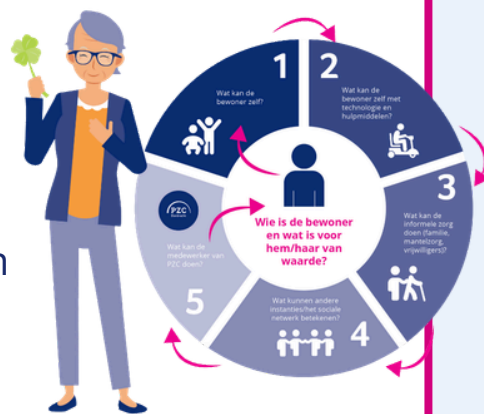 1
Wat kan de
bewoner zelf?
2
Wat kan de
bewoner zelf met
technologie en
hulpmiddelen?
3
Wat kan de
informele zorg
doen (familie,
mantelzorg,
vrijwilligers)?
Wat kunnen andere
instanties/het sociale
netwerk betekenen?
4
PZC
Wat kan de
medewerker van
PZC doen?
5
Wie is de bewoner
en wat is voor
hem/haar van
waarde?